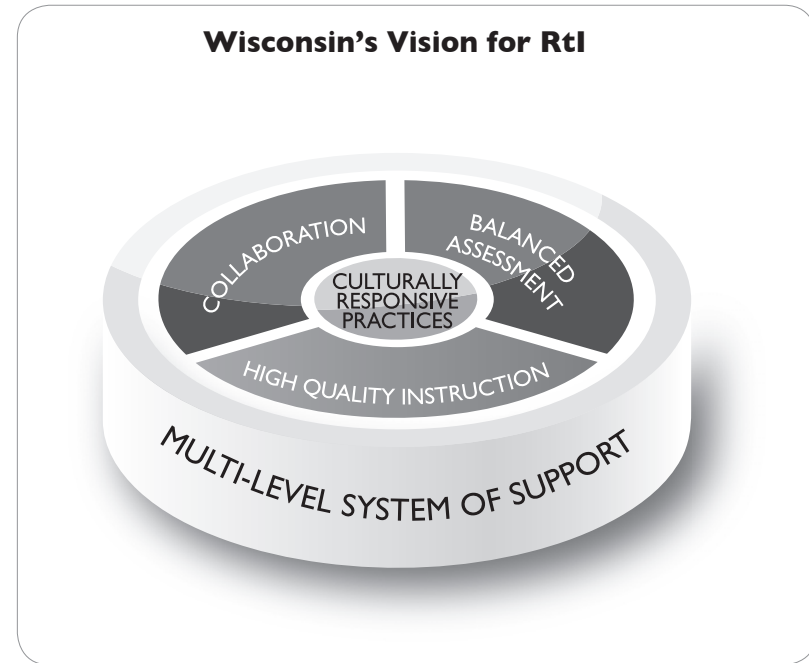 Wisconsin's Vision for RtI
COLLABORATION
BALANCED
ASSESSMENT
CULTURALLY
RESPONSIVE
PRACTICES
HIGH QUALITY INSTRUCTION
MULTI-LEVEL SYSTEM OF SUPPORT